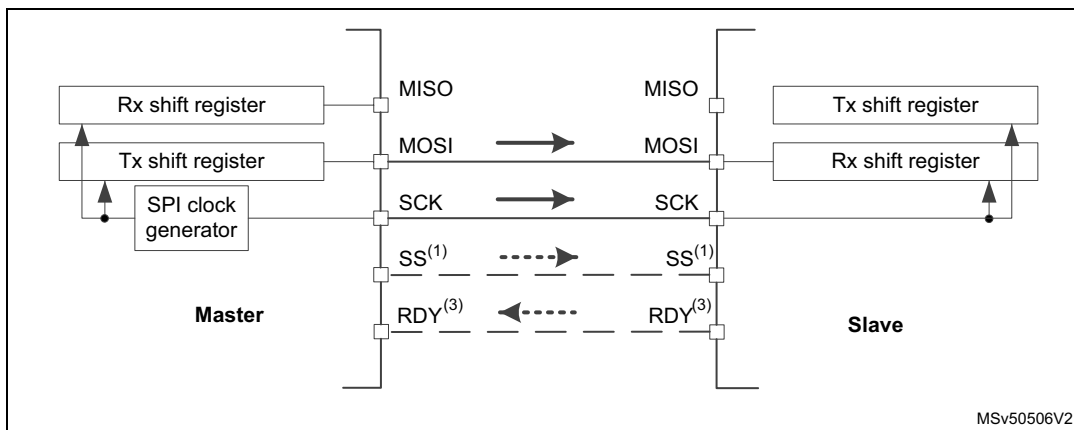 MISO
MISO
Rx shift register
Tx shift register
MOSI
MOSI
Tx shift register
Rx shift register
SCK
SCK
SPI clock
generator
SS(1)
SS(1)
Master
RDY(3)
RDY(3)
Slave
MSv50506V2